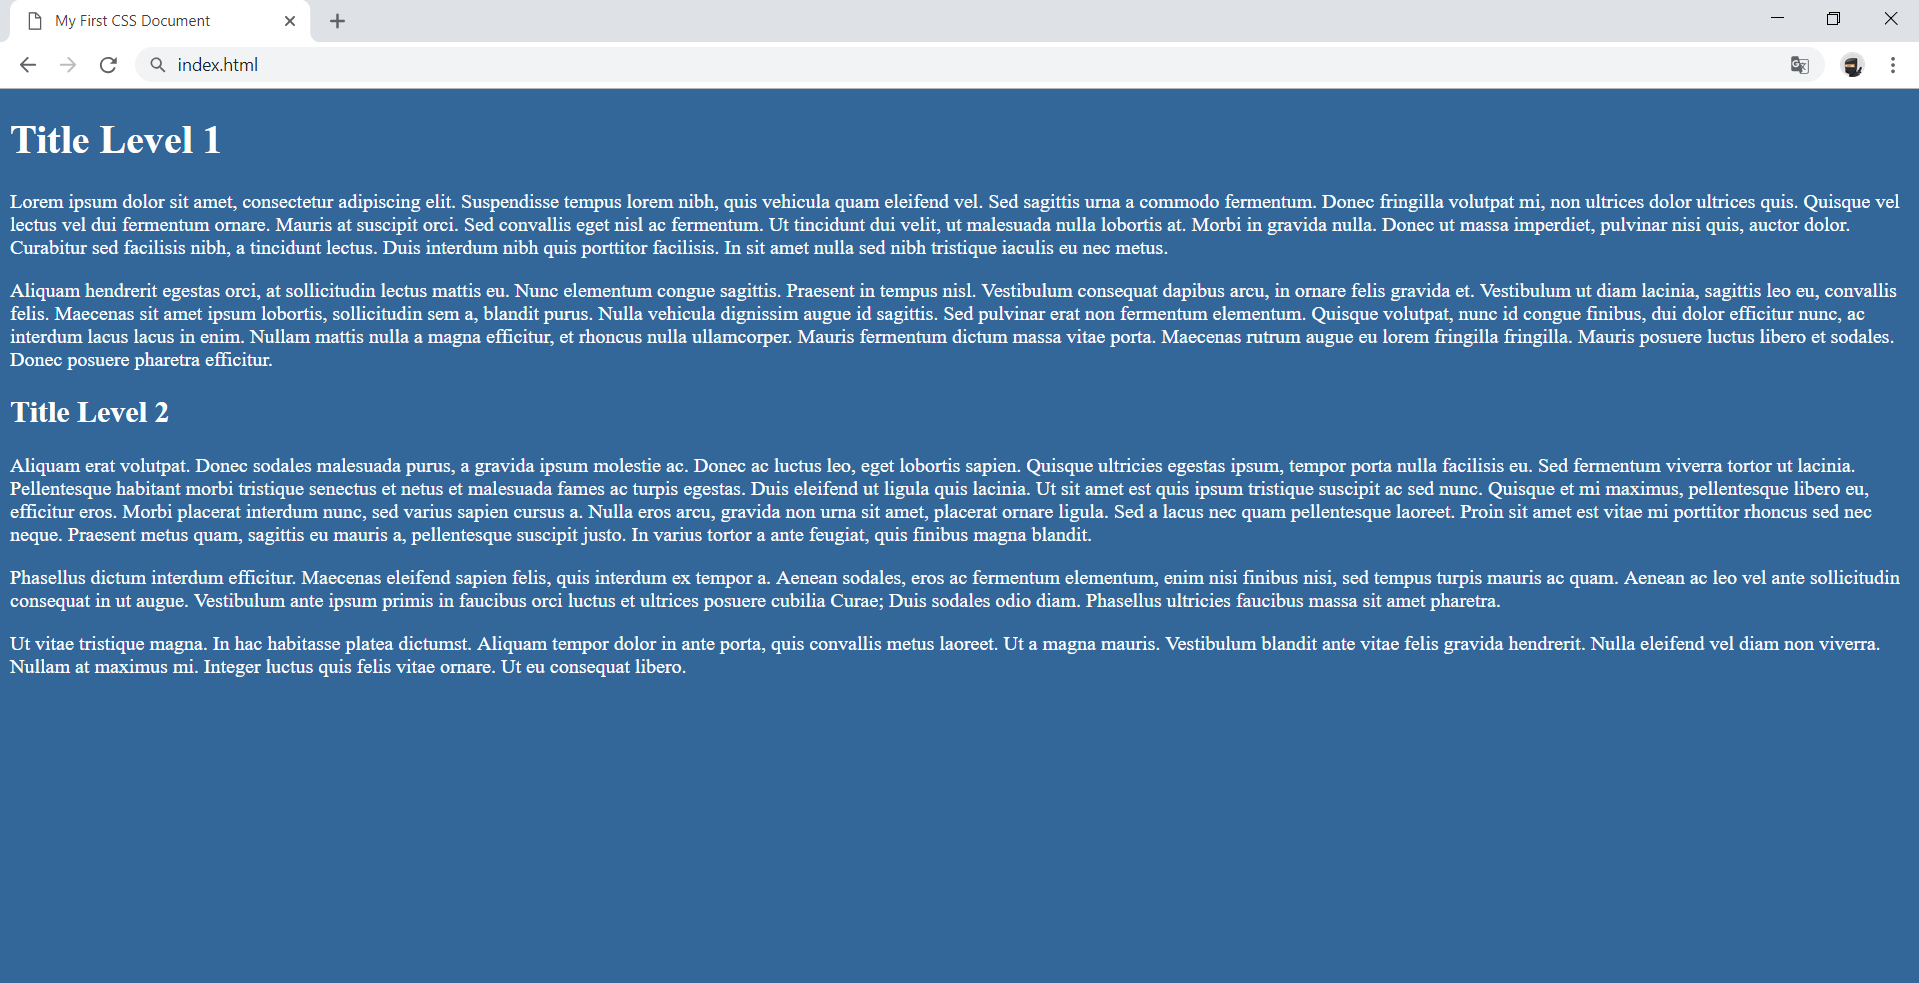 My First CSS Document
index.html
Title Level 1
Lorem ipsum dolor sit amet, consectetur adipiscing elit. Suspendisse tempus lorem nibh, quis vehicula quam eleifend vel. Sed sagittis urna a commodo fermentum. Donec fringilla volutpat mi, non ultrices dolor ultrices quis. Quisque vel
lectus vel dui fermentum ornare. Mauris at suscipit orci. Sed convallis eget nisl ac fermentum. Ut tincidunt dui velit, ut malesuada nulla lobortis at. Morbi in gravida nulla. Donec ut massa imperdiet, pulvinar nisi quis, auctor dolor.
Curabitur sed facilisis nibh, a tincidunt lectus. Duis interdum nibh quis porttitor facilisis. In sit amet nulla sed nibh tristique iaculis eu nec metus.
Aliquam hendrerit egestas orci, at sollicitudin lectus mattis eu. Nunc elementum congue sagittis. Praesent in tempus nisl. Vestibulum consequat dapibus arcu, in ornare felis gravida et. Vestibulum ut diam lacinia, sagittis leo eu, convallis
felis. Maecenas sit amet ipsum lobortis, sollicitudin sem a, blandit purus. Nulla vehicula dignissim augue id sagittis. Sed pulvinar erat non fermentum elementum. Quisque volutpat, nunc id congue finibus, dui dolor efficitur nunc, ac
interdum lacus lacus in enim. Nullam mattis nulla a magna efficitur, et rhoncus nulla ullamcorper. Mauris fermentum dictum massa vitae porta. Maecenas rutrum augue eu lorem fringilla fringilla. Mauris posuere luctus libero et sodales.
Donec posuere pharetra efficitur.
Title Level 2
Aliquam erat volutpat. Donec sodales malesuada purus, a gravida ipsum molestie ac. Donec ac luctus leo, eget lobortis sapien. Quisque ultricies egestas ipsum, tempor porta nulla facilisis eu. Sed fermentum viverra tortor ut lacinia.
Pellentesque habitant morbi tristique senectus et netus et malesuada fames ac turpis egestas. Duis eleifend ut ligula quis lacinia. Ut sit amet est quis ipsum tristique suscipit ac sed nunc. Quisque et mi maximus, pellentesque libero eu,
efficitur eros. Morbi placerat interdum nunc, sed varius sapien cursus a. Nulla eros arcu, gravida non urna sit amet, placerat ornare ligula. Sed a lacus nec quam pellentesque laoreet. Proin sit amet est vitae mi porttitor rhoncus sed nec
neque. Praesent metus quam, sagittis eu mauris a, pellentesque suscipit justo. In varius tortor a ante feugiat, quis finibus magna blandit.
Phasellus dictum interdum efficitur. Maecenas eleifend sapien felis, quis interdum ex tempor a. Aenean sodales, eros ac fermentum elementum, enim nisi finibus nisi, sed tempus turpis mauris ac quam. Aenean ac leo vel ante sollicitudin
consequat in ut augue. Vestibulum ante ipsum primis in faucibus orci luctus et ultrices posuere cubilia Curae; Duis sodales odio diam. Phasellus ultricies faucibus massa sit amet pharetra.
Ut vitae tristique magna. In hac habitasse platea dictumst. Aliquam tempor dolor in ante porta, quis convallis metus laoreet. Ut a magna mauris. Vestibulum blandit ante vitae felis gravida hendrerit. Nulla eleifend vel diam non viverra.
Nullam at maximus mi. Integer luctus quis felis vitae ornare. Ut eu consequat libero.